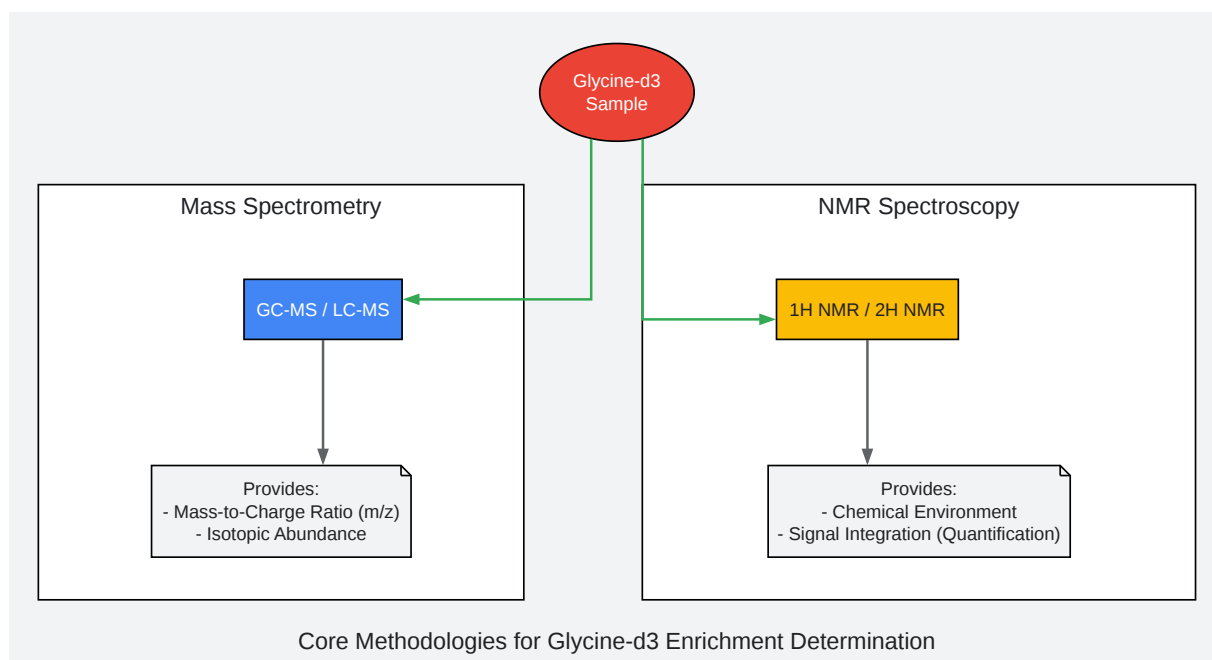 Glycine-d3
Sample
Mass Spectrometry
NMR Spectroscopy
GC-MS / LC-MS
1H NMR / 2H NMR
Provides:
- Mass-to-Charge Ratio (m/z)
- Isotopic Abundance
Provides:
- Chemical Environment
- Signal Integration (Quantification)
Core Methodologies for Glycine-d3 Enrichment Determination